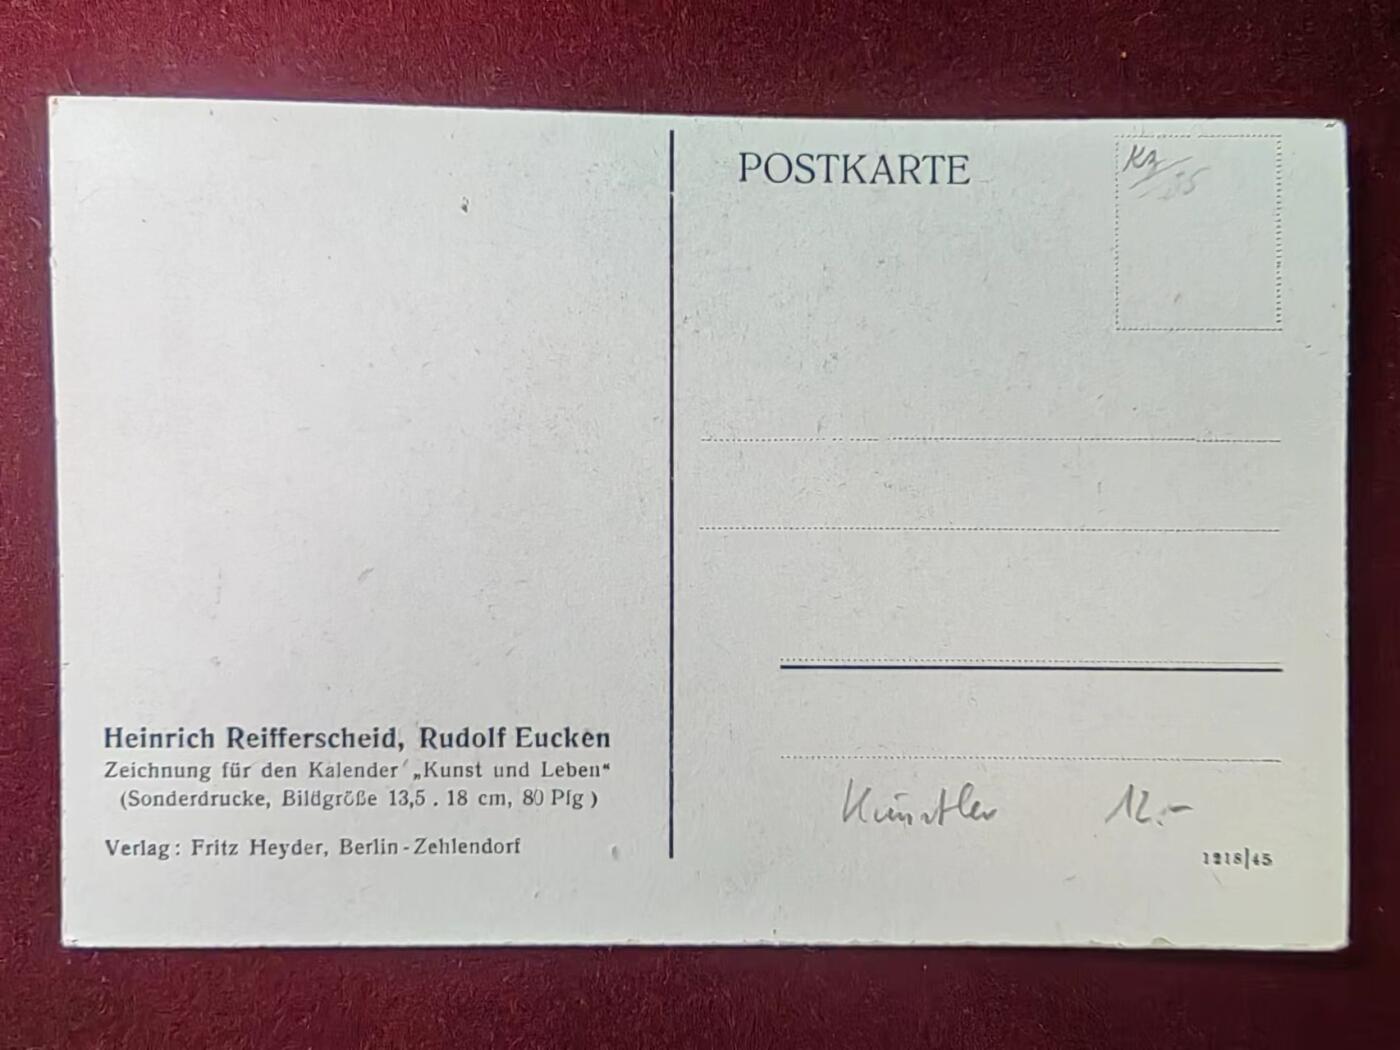 POSTKARTE
Heinrich Reifferscheid, Rudolf Eucken
Zeichnung für den Kalender „Kunst und Leben“
(Sonderdrucke, Bildgröße 13,5 . 18 cm, 80 Pfg )
Verlag: Fritz Heyder, Berlin-Zehlendorf
Künstler 12.-
1218/45